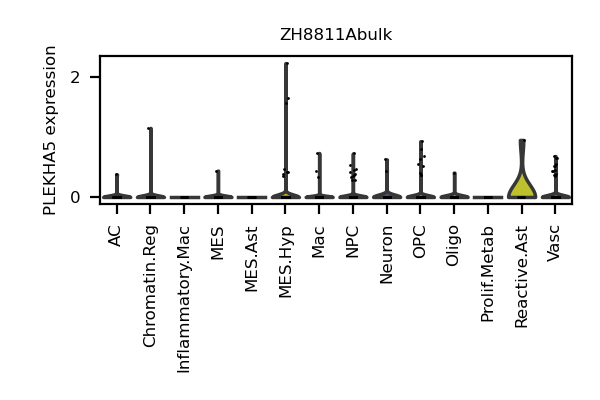 ZH8811Abulk
PLEKHA5 expression
2
0
AC
Chromatin.Reg
Inflammatory.Mac
MES
MES.Ast
MES.Hyp
Mac
NPC
Neuron
OPC
Oligo
Prolif.Metab
Reactive.Ast
Vasc